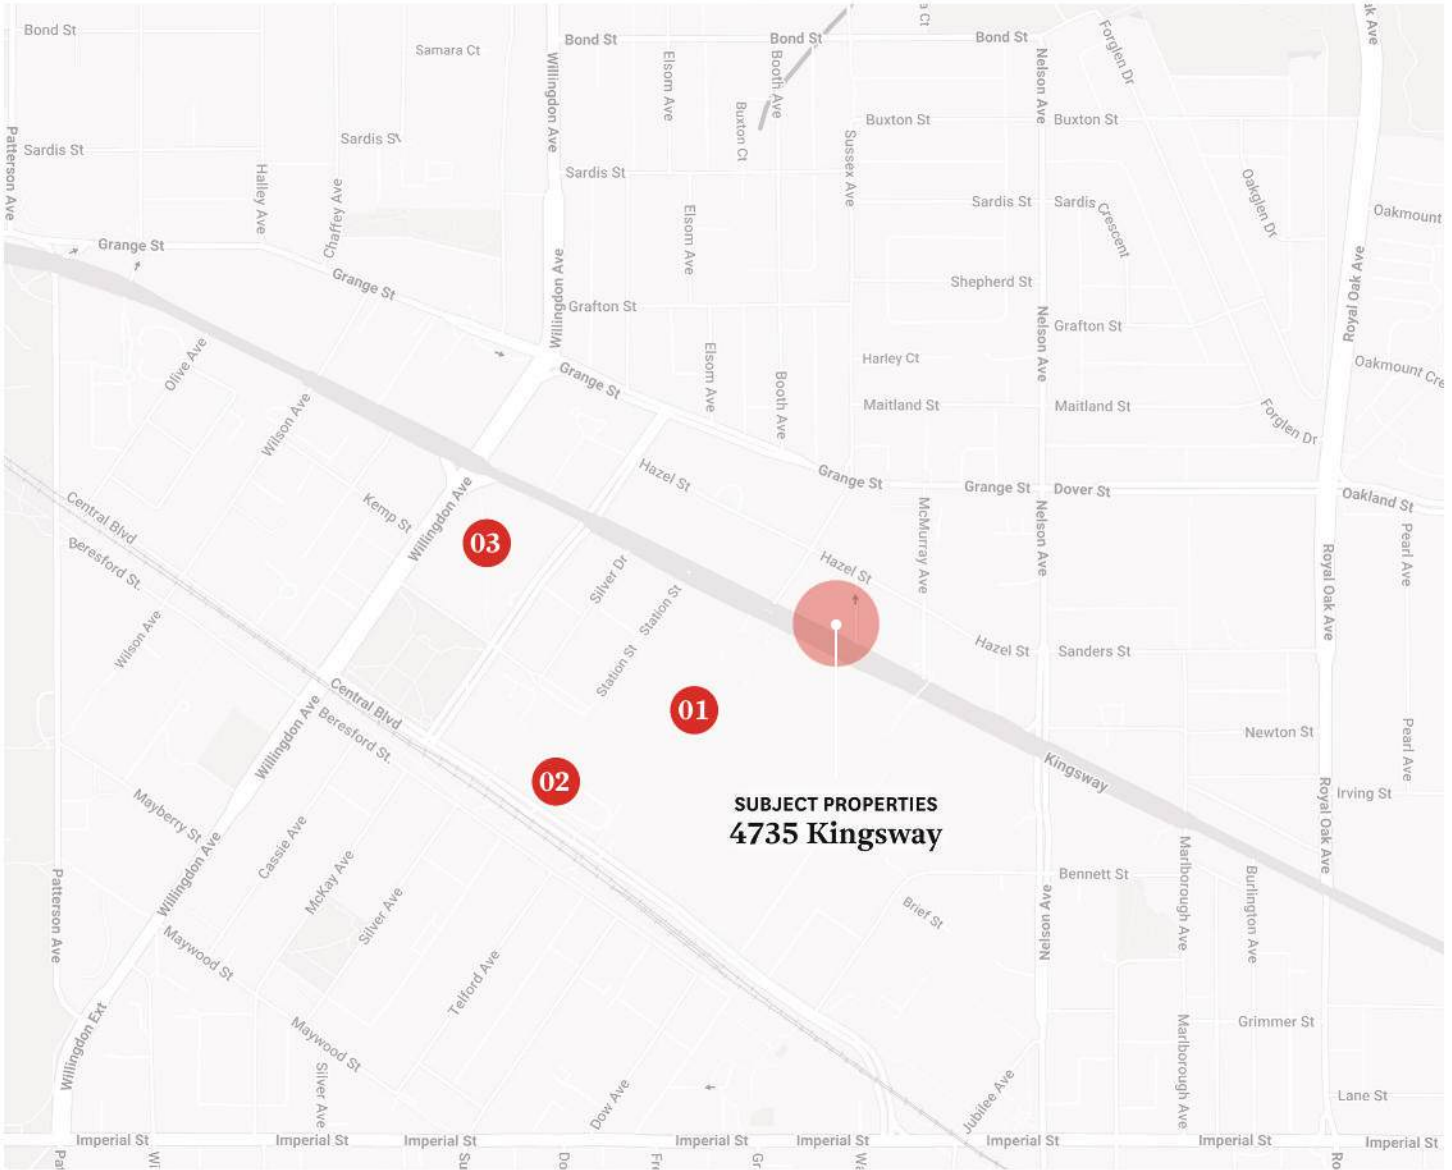 Bond St
Bond St
Bond St
Bond St
Samara Ct
Forglen Dr
Willingdon Ave
Elsom Ave
Booth Ave
Nelson Ave
Buxton Ct
Buxton St
Buxton St
Patterson Ave
Sardis St
Sardis St
Sardis St
Sussex Ave
Halley Ave
Chaffey Ave
Sardis St
Sardis Crescent
Oakglen Dr
Oakmount
Elsom Ave
Grange St
Grange St
Willingdon Ave
Shepherd St
Royal Oak Ave
Grafton St
Nelson Ave
Grafton St
Olive Ave
Elsom Ave
Harley Ct
Oakmount Cre
Grange St
Booth Ave
Wilson Ave
Maitland St
Maitland St
Forglen Dr
Hazel St
Grange St
Grange St
Dover St
Oakland St
Central Blvd
Kemp St
Willingdon Ave
McMurray Ave
Nelson Ave
Pearl Ave
03
Beresford St.
Silver Dr
Hazel St
Royal Oak Ave
Station St
Wilson Ave
Station St
Hazel St
Sanders St
Central Blvd
01
Beresford St.
Willingdon Ave
Newton St
Pearl Ave
02
Kingsway
Mayberry St
Irving St
SUBJECT PROPERTIES
4735 Kingsway
Cassie Ave
Willingdon Ave
McKay Ave
Royal Oak Ave
Bennett St
Marlborough Ave
Burlington Ave
Patterson Ave
Silver Ave
Brief St
Nelson Ave
Maywood St
Telford Ave
Willingdon Ext
Maywood St
Grimmer St
Marlborough Ave
Silver Ave
Dow Ave
Jubilee Ave
Lane St
Imperial St
Imperial St
Imperial St
Imperial St
Imperial St
Imperial St
Imperial St
Imperial St